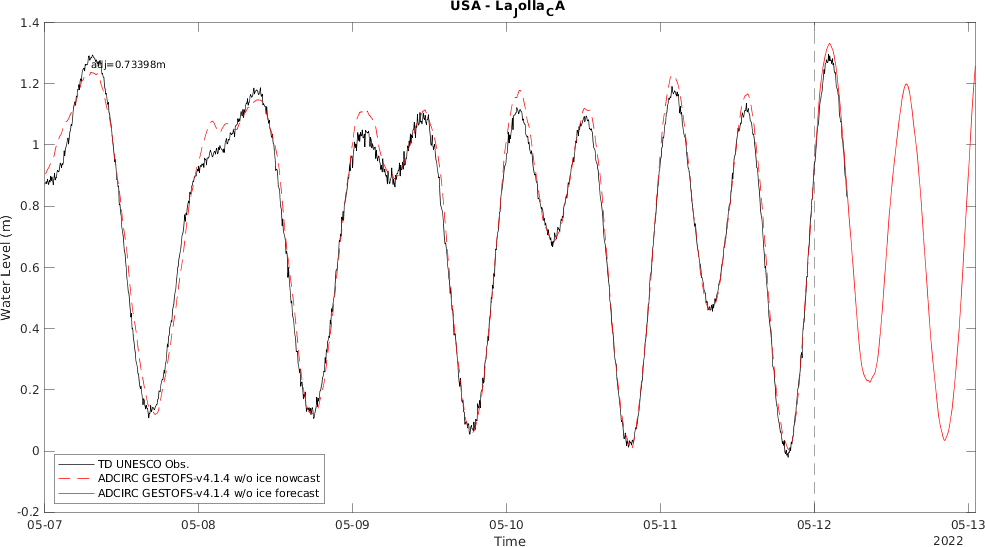 USA - LaJollaCA
1.4
1.2
1
0.8
0.6
0.4
0.2
0
-0.2
Water Level (m)
adj=0.73398m
TD UNESCO Obs.
ADCIRC GESTOFS-v4.1.4 w/o ice nowcast
ADCIRC GESTOFS-v4.1.4 w/o ice forecast
05-07 05-08 05-09 05-10 05-11 05-12 05-13
Time
2022